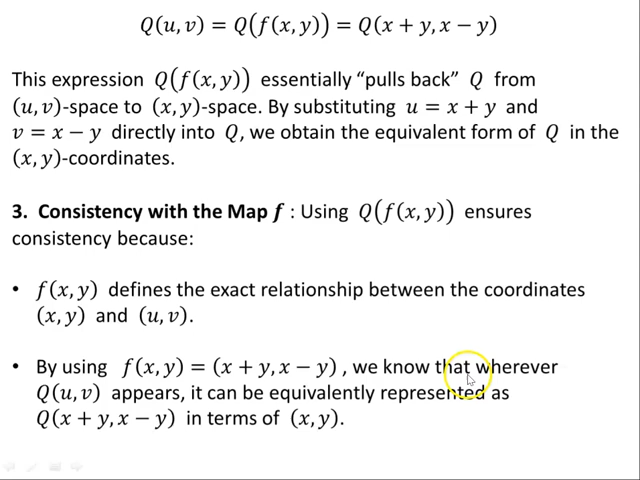 Q(u, v) = Q(f(x, y)) = Q(x + y, x − y)
This expression Q(f(x, y)) essentially “pulls back” Q from
(u, v)-space to (x, y)-space. By substituting u = x + y and
v = x − y directly into Q, we obtain the equivalent form of Q in the
(x, y)-coordinates.
3. Consistency with the Map f : Using Q(f(x, y)) ensures
consistency because:
• f(x, y) defines the exact relationship between the coordinates
(x, y) and (u, v).
• By using f(x, y) = (x + y, x − y) , we know that wherever
Q(u, v) appears, it can be equivalently represented as
Q(x + y, x − y) in terms of (x, y).